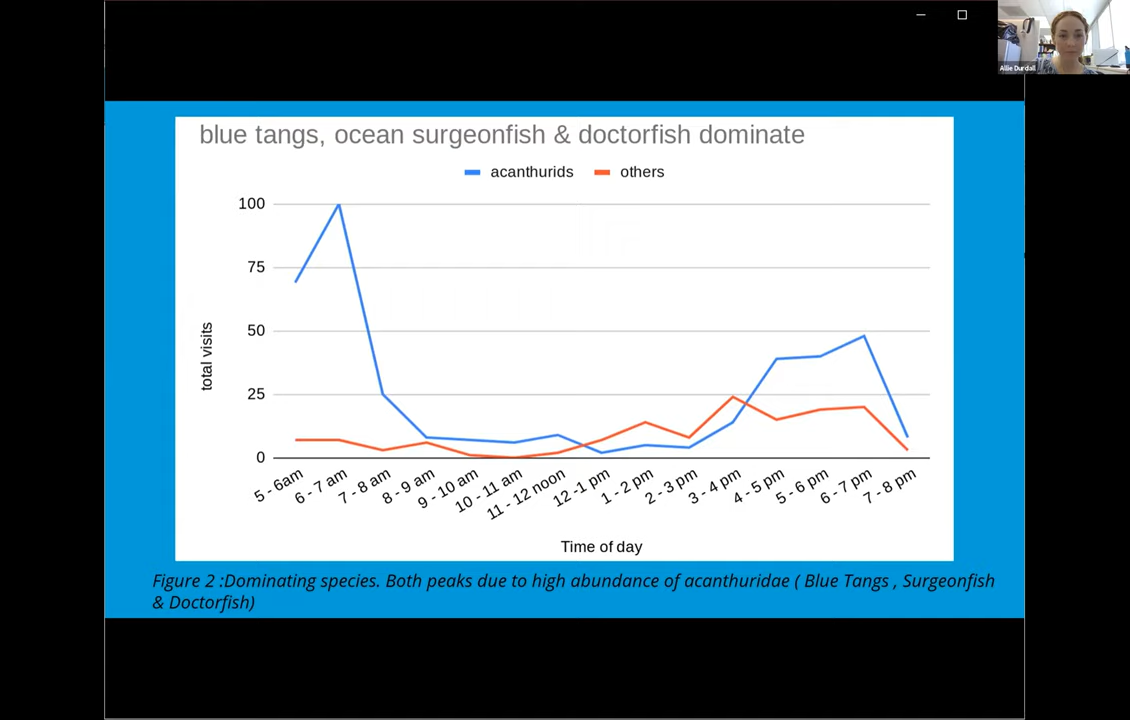 Allie Durdall
blue tangs, ocean surgeonfish & doctorfish dominate
acanthurids others
100
75
50
25
0
total visits
5 - 6am 6 - 7 am 7 - 8 am 8 - 9 am 9 - 10 am 10 - 11 am 11 - 12 noon 12 -1 pm 1 - 2 pm 2 - 3 pm 3 - 4 pm 4 - 5 pm 5 - 6 pm 6 - 7 pm 7 - 8 pm
Time of day
Figure 2 :Dominating species. Both peaks due to high abundance of acanthuridae ( Blue Tangs , Surgeonfish
& Doctorfish)